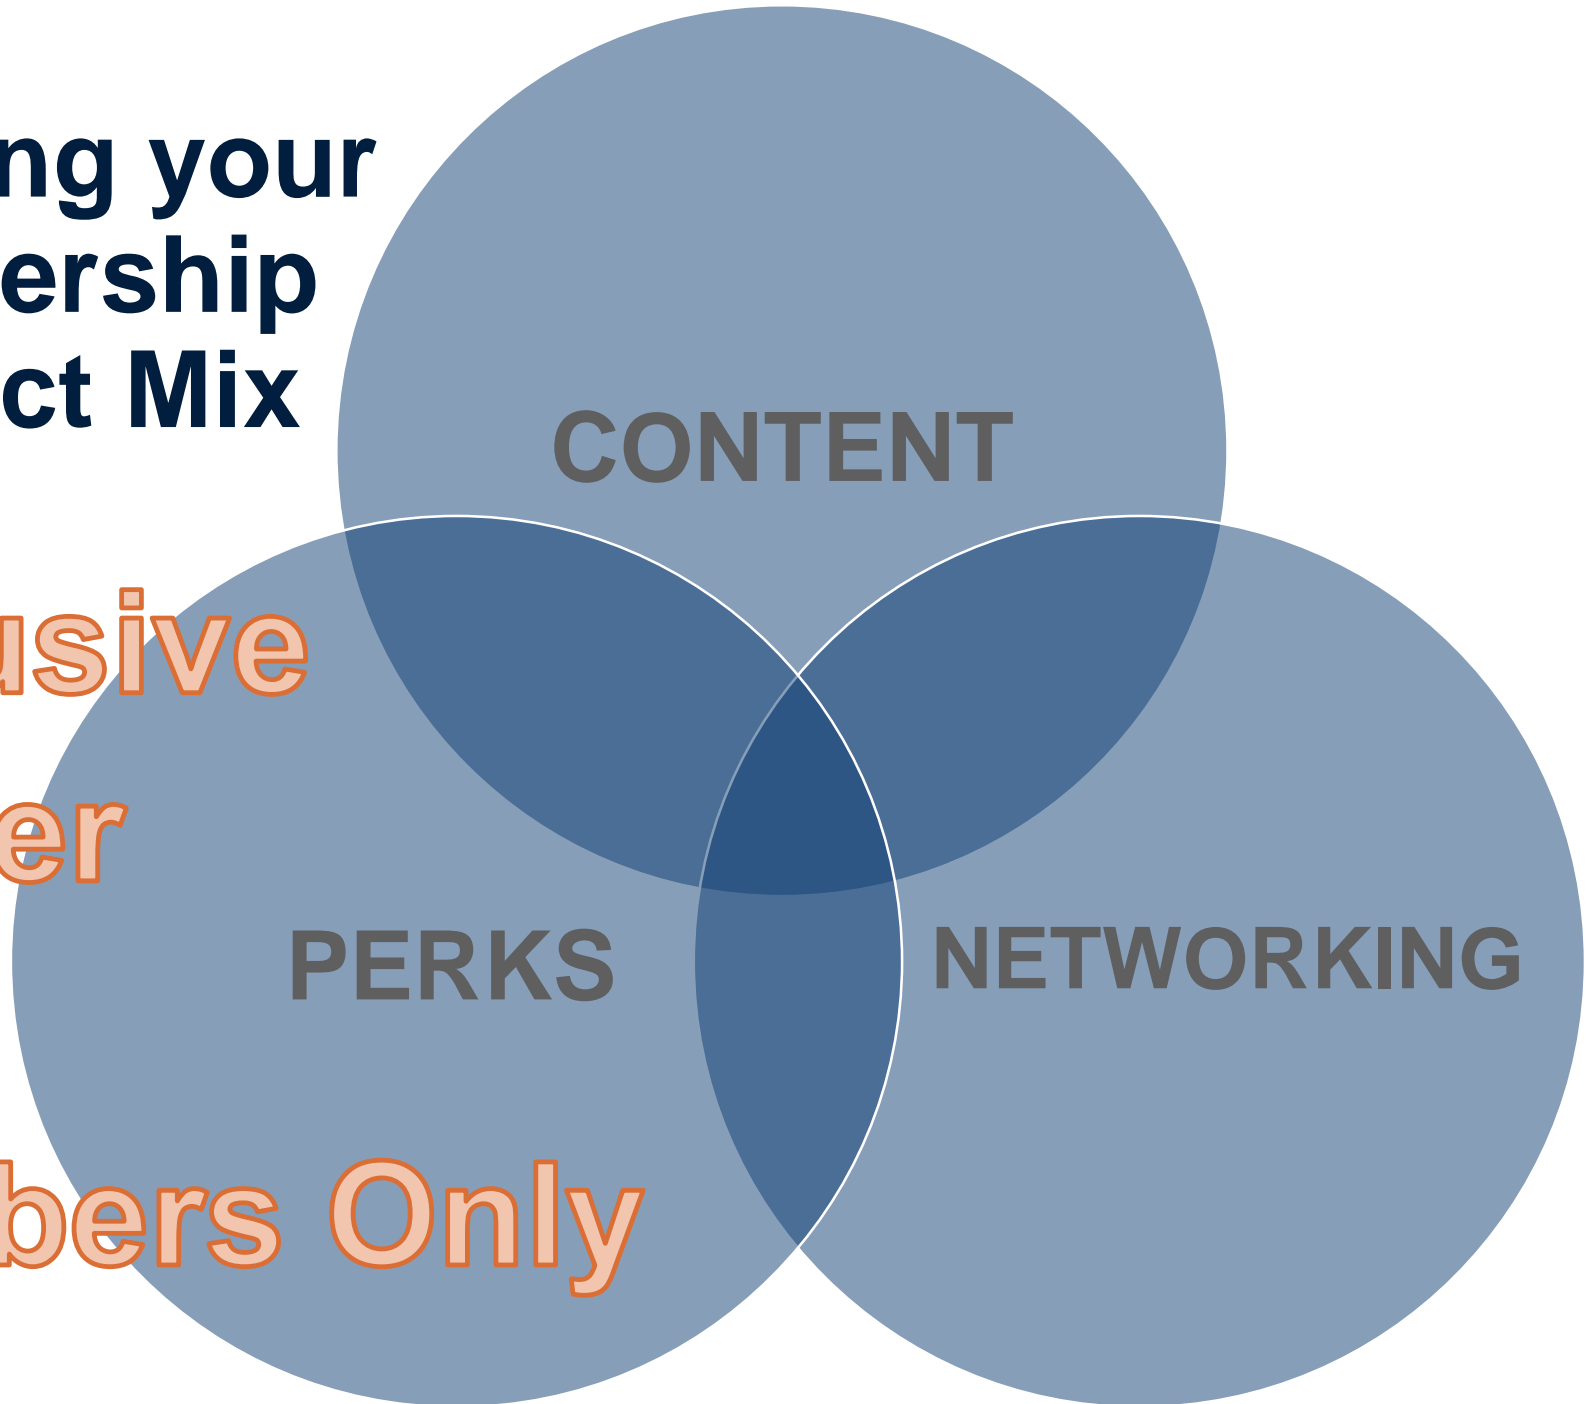 ng your
ership
ct Mix
CONTENT
usive
er
PERKS
NETWORKING
bers Only